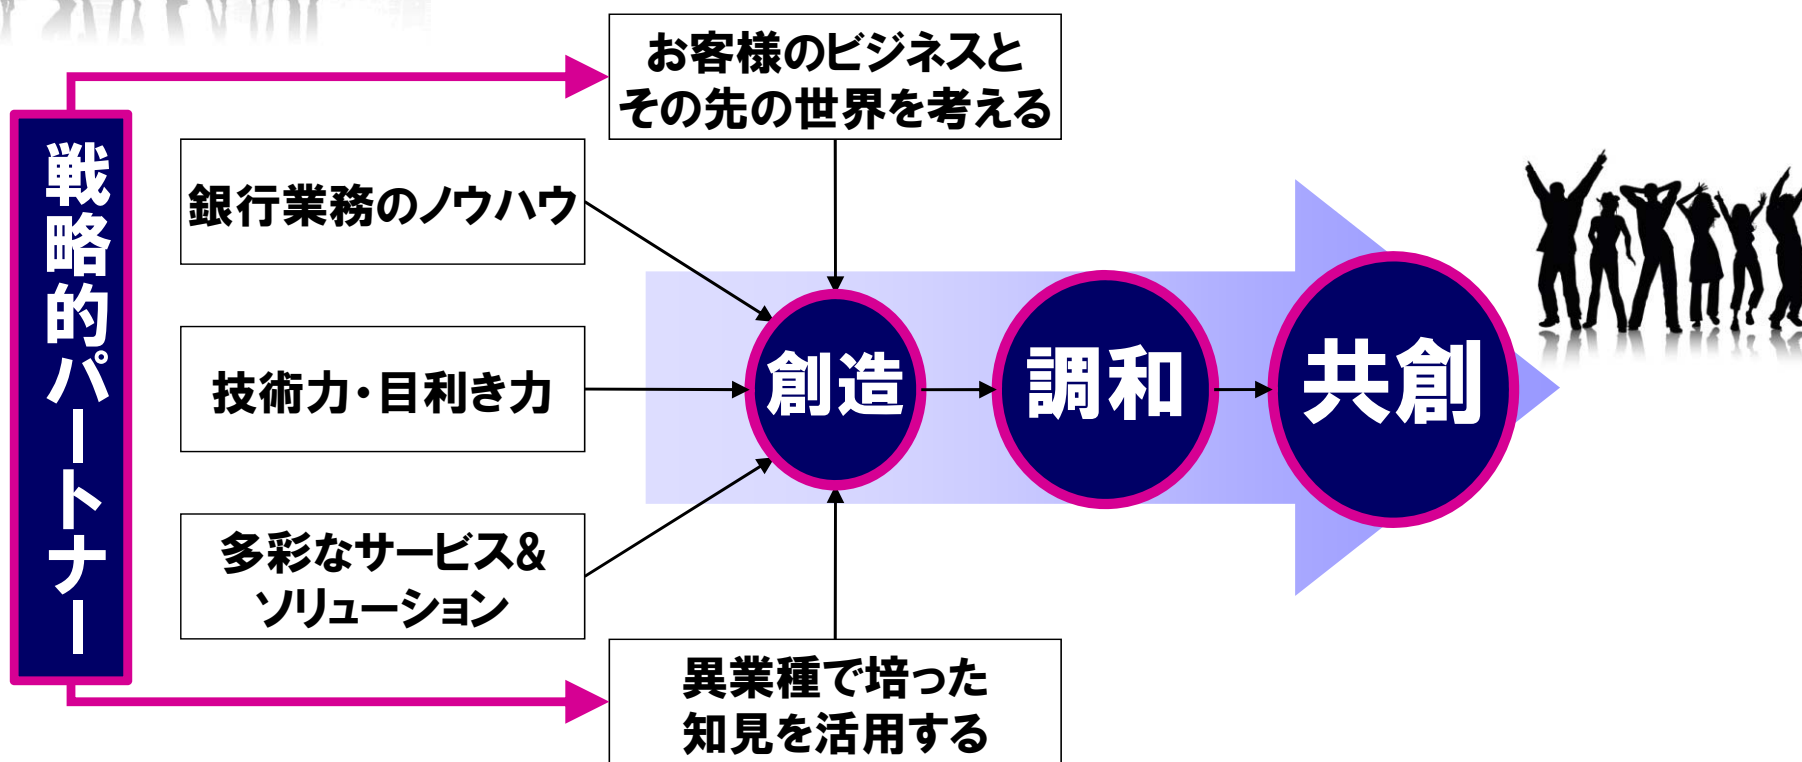 お客様のビジネスと
その先の世界を考える
戦略的パートナー
銀行業務のノウハウ
技術力・目利き力
多彩なサービス&
ソリューション
創造
調和
共創
異業種で培った
知見を活用する